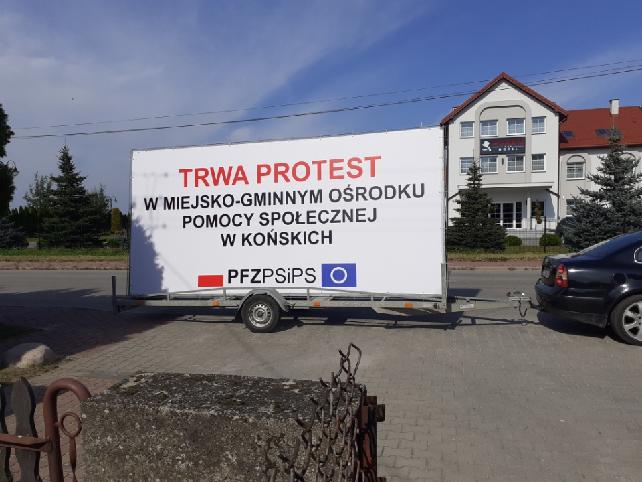 TRWA PROTEST
W MIEJSKO-GMINNYM OŚRODKU
POMOCY SPOŁECZNEJ
W KOŃSKICH
PFZPSiPS